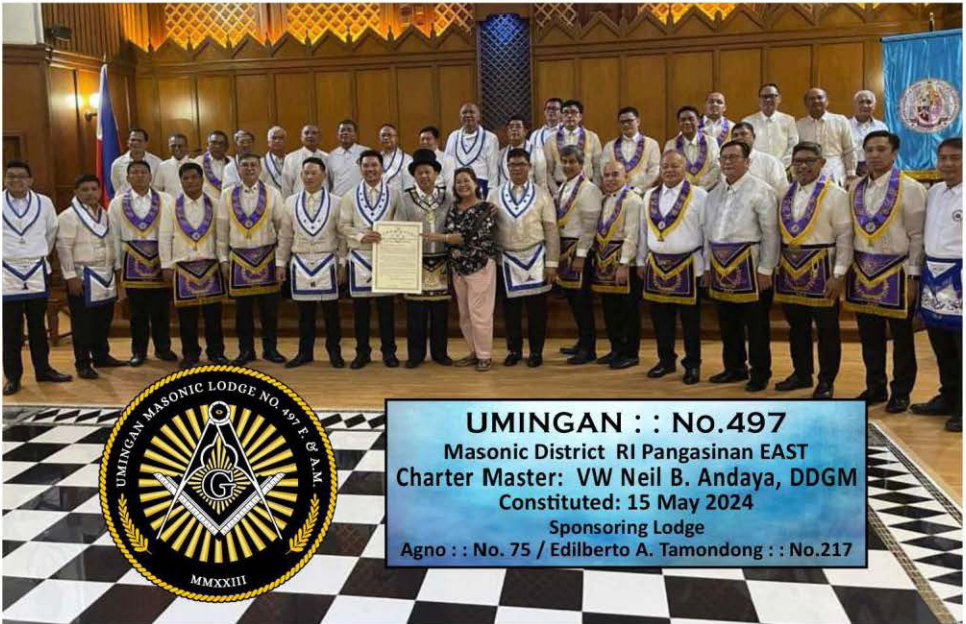 UMINGAN MASONIC LODGE NO. 497 F. & A.M.
G
MMXXIII
UMINGAN : : No.497
Masonic District RI Pangasinan EAST
Charter Master: VW Neil B. Andaya, DDGM
Constituted: 15 May 2024
Sponsoring Lodge
Agno : : No. 75 / Edilberto A. Tamondong : : No.217